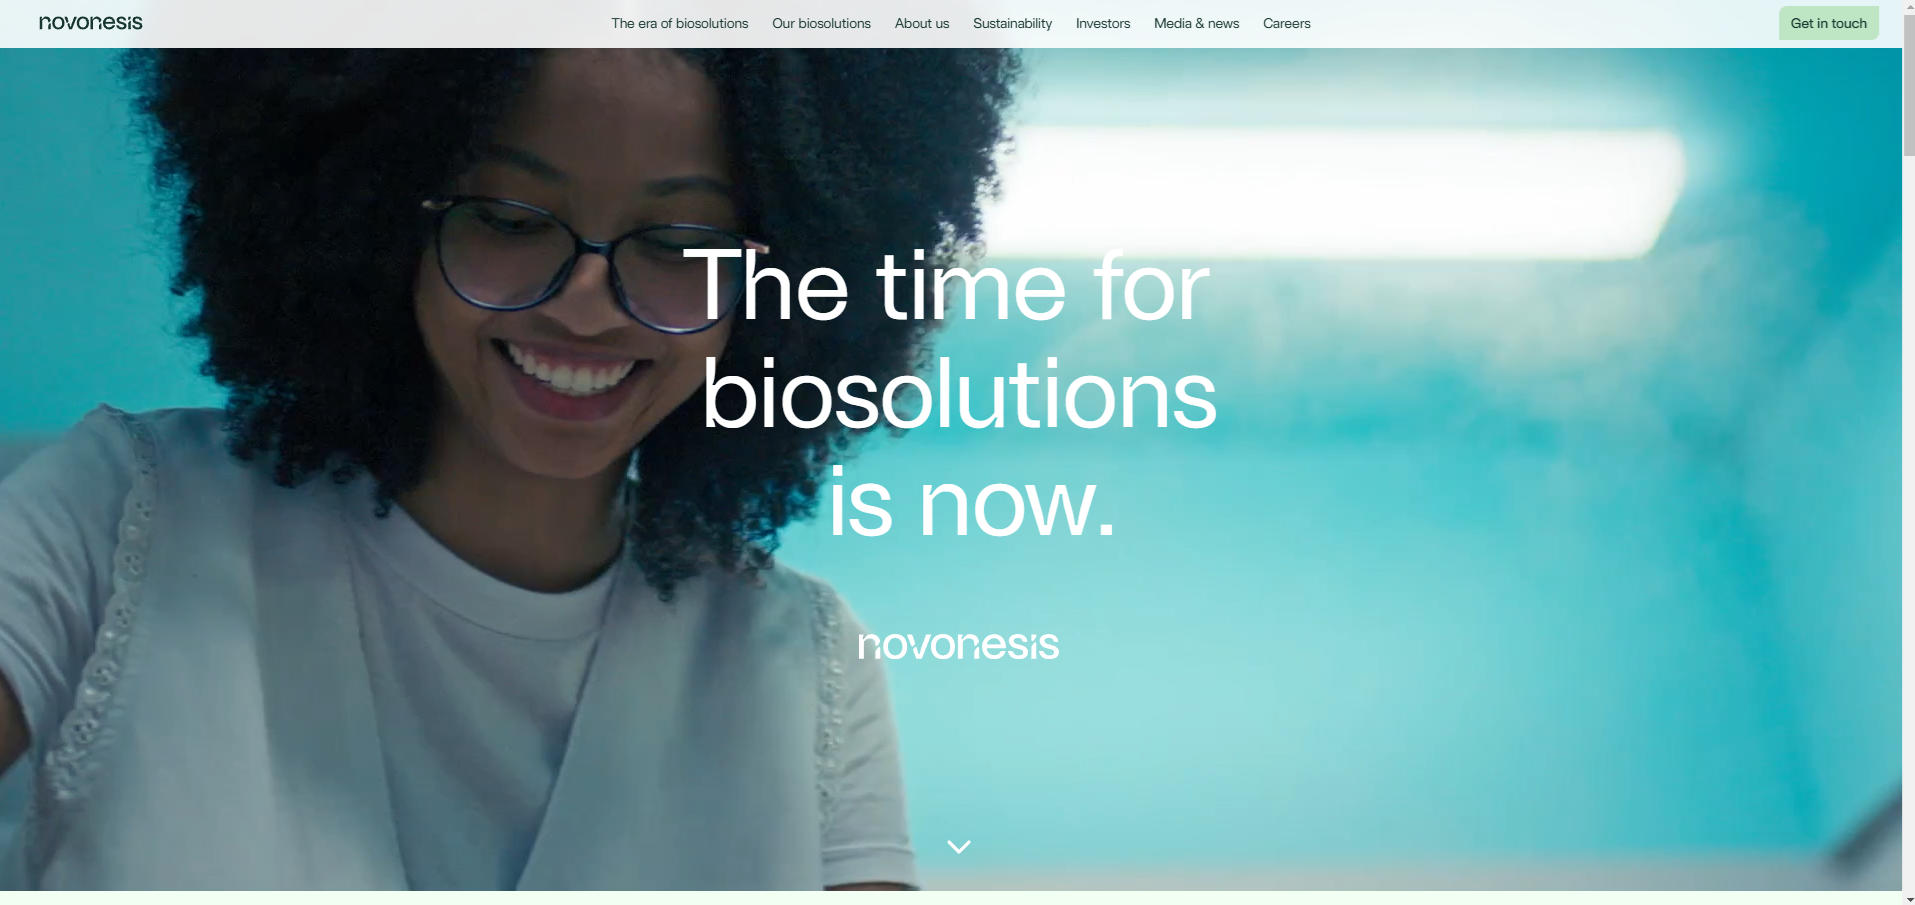 novonesis
The era of biosolutions
Our biosolutions
About us
Sustainability
Investors
Media & news
Careers
Get in touch
The time for
biosolutions
is now.
novonesis